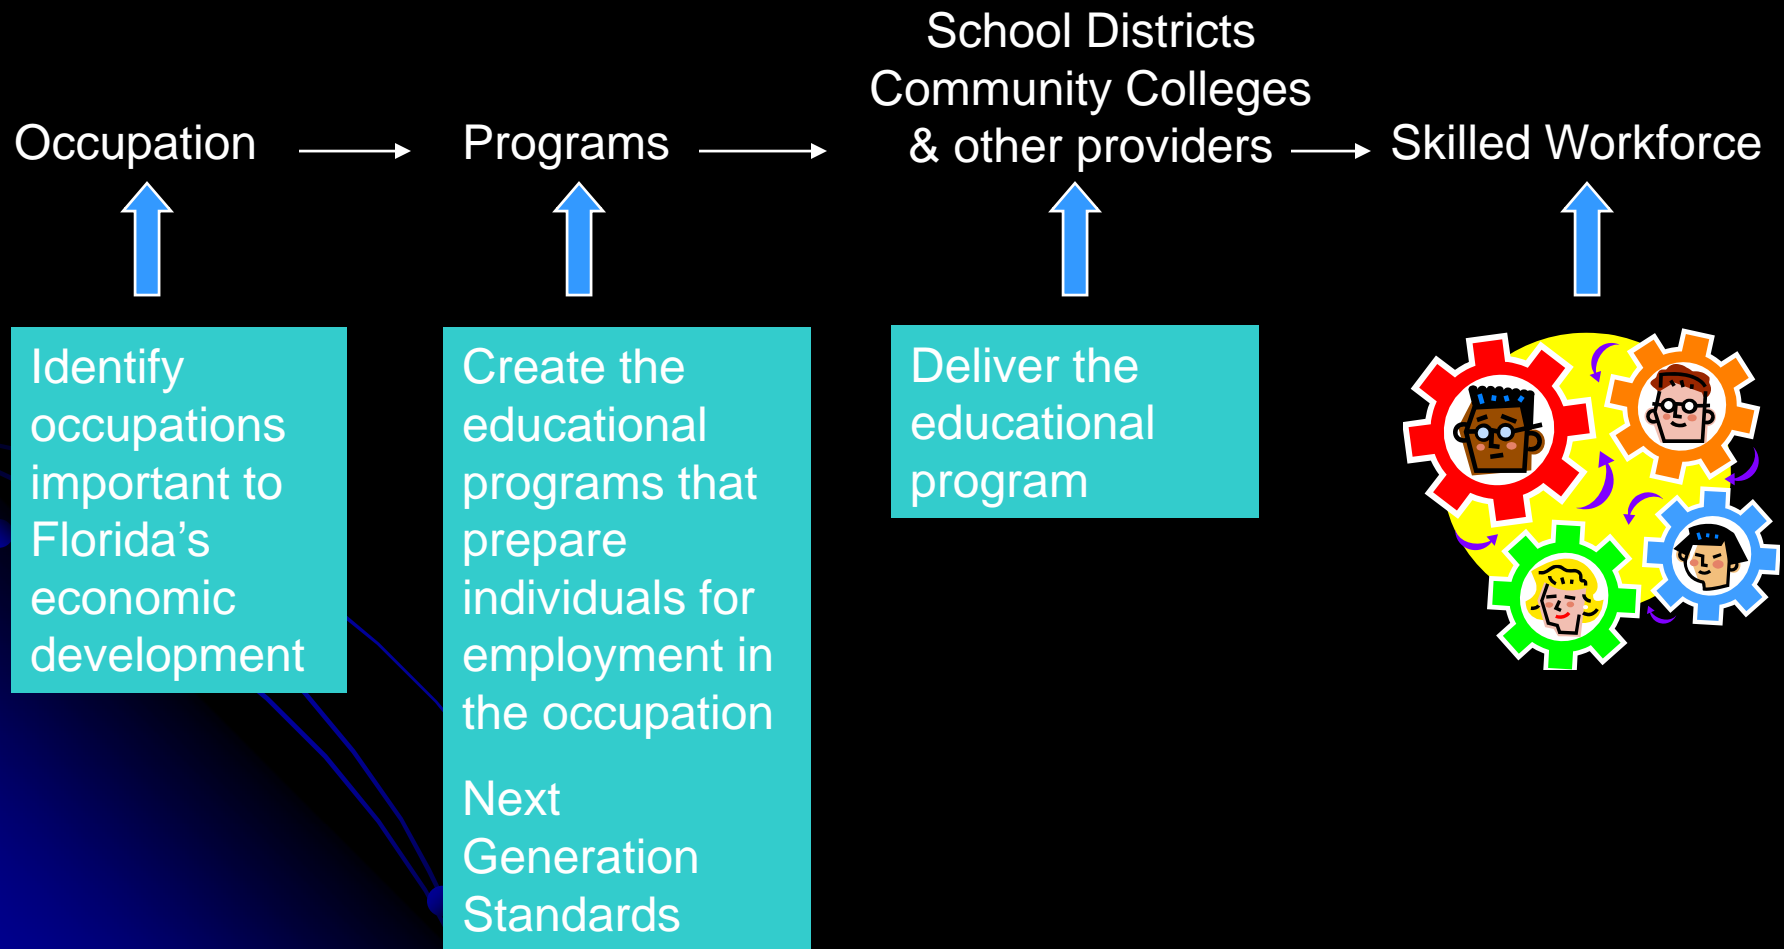 Occupation
Programs
School Districts
Community Colleges
& other providers
Skilled Workforce
Identify
occupations
important to
Florida’s
economic
development
Create the
educational
programs that
prepare
individuals for
employment in
the occupation
Next
Generation
Standards
Deliver the
educational
program